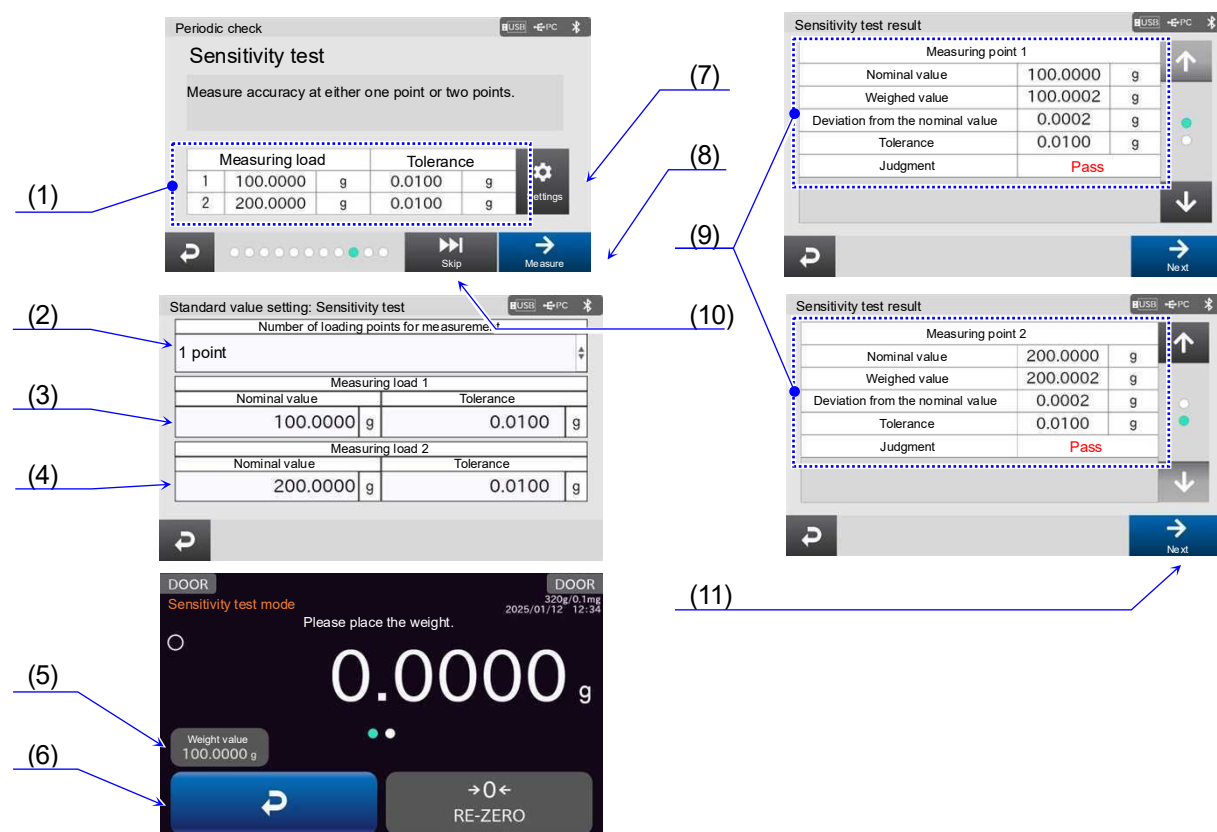 Periodic check
USB PC
Sensitivity test
Measure accuracy at either one point or two points.
Measuring load Tolerance
1 100.0000 g 0.0100 g
2 200.0000 g 0.0100 g
ettings
Skip
Measure
(1)
Standard value setting: Sensitivity test
USB PC
(2)
Number of loading points for measurement
1 point
(3)
Measuring load 1
Nominal value Tolerance
100.0000 g 0.0100 g
(4)
Measuring load 2
Nominal value Tolerance
200.0000 g 0.0100 g
DOOR DOOR
Sensitivity test mode
320g/0.1mg
2025/01/12 12:34
Please place the weight.
0.0000 g
(5)
Weight value
100.0000 g
(6)
→0←
RE-ZERO
(7)
(8)
(9)
(10)
(11)
Sensitivity test result
USB PC
Measuring point 1
Nominal value 100.0000 g
Weighed value 100.0002 g
Deviation from the nominal value 0.0002 g
Tolerance 0.0100 g
Judgment Pass
Next
Sensitivity test result
USB PC
Measuring point 2
Nominal value 200.0000 g
Weighed value 200.0002 g
Deviation from the nominal value 0.0002 g
Tolerance 0.0100 g
Judgment Pass
Next